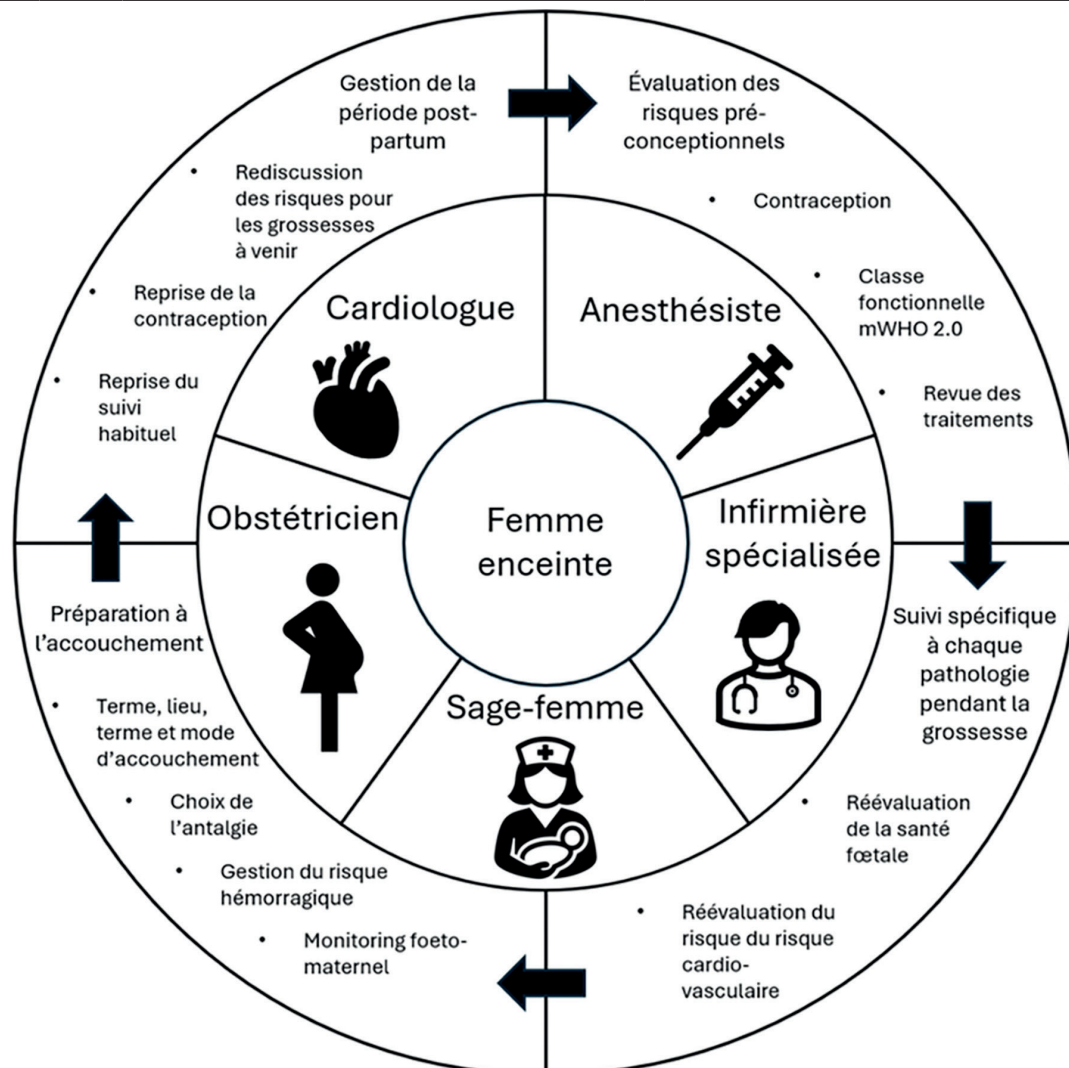 Gestion de la
période post-
partum
• Rediscussion
des risques pour
les grossesses
à venir
• Reprise de la
contraception
• Reprise du
suivi
habituel
Évaluation des
risques pré-
conceptionnels
• Contraception
• Classe
fonctionnelle
mWHO 2.0
• Revue des
traitements
Cardiologue
Anesthésiste
Obstétricien
Femme
enceinte
Infirmière
spécialisée
Sage-femme
Suivi spécifique
à chaque
pathologie
pendant la
grossesse
• Réévaluation
de la santé
fœtale
• Réévaluation du
risque du risque
cardio-
vasculaire
Préparation à
l’accouchement
• Terme, lieu,
terme et mode
d’accouchement
• Choix de
l’antalgie
• Gestion du risque
hémorragique
• Monitoring foeto-
maternel